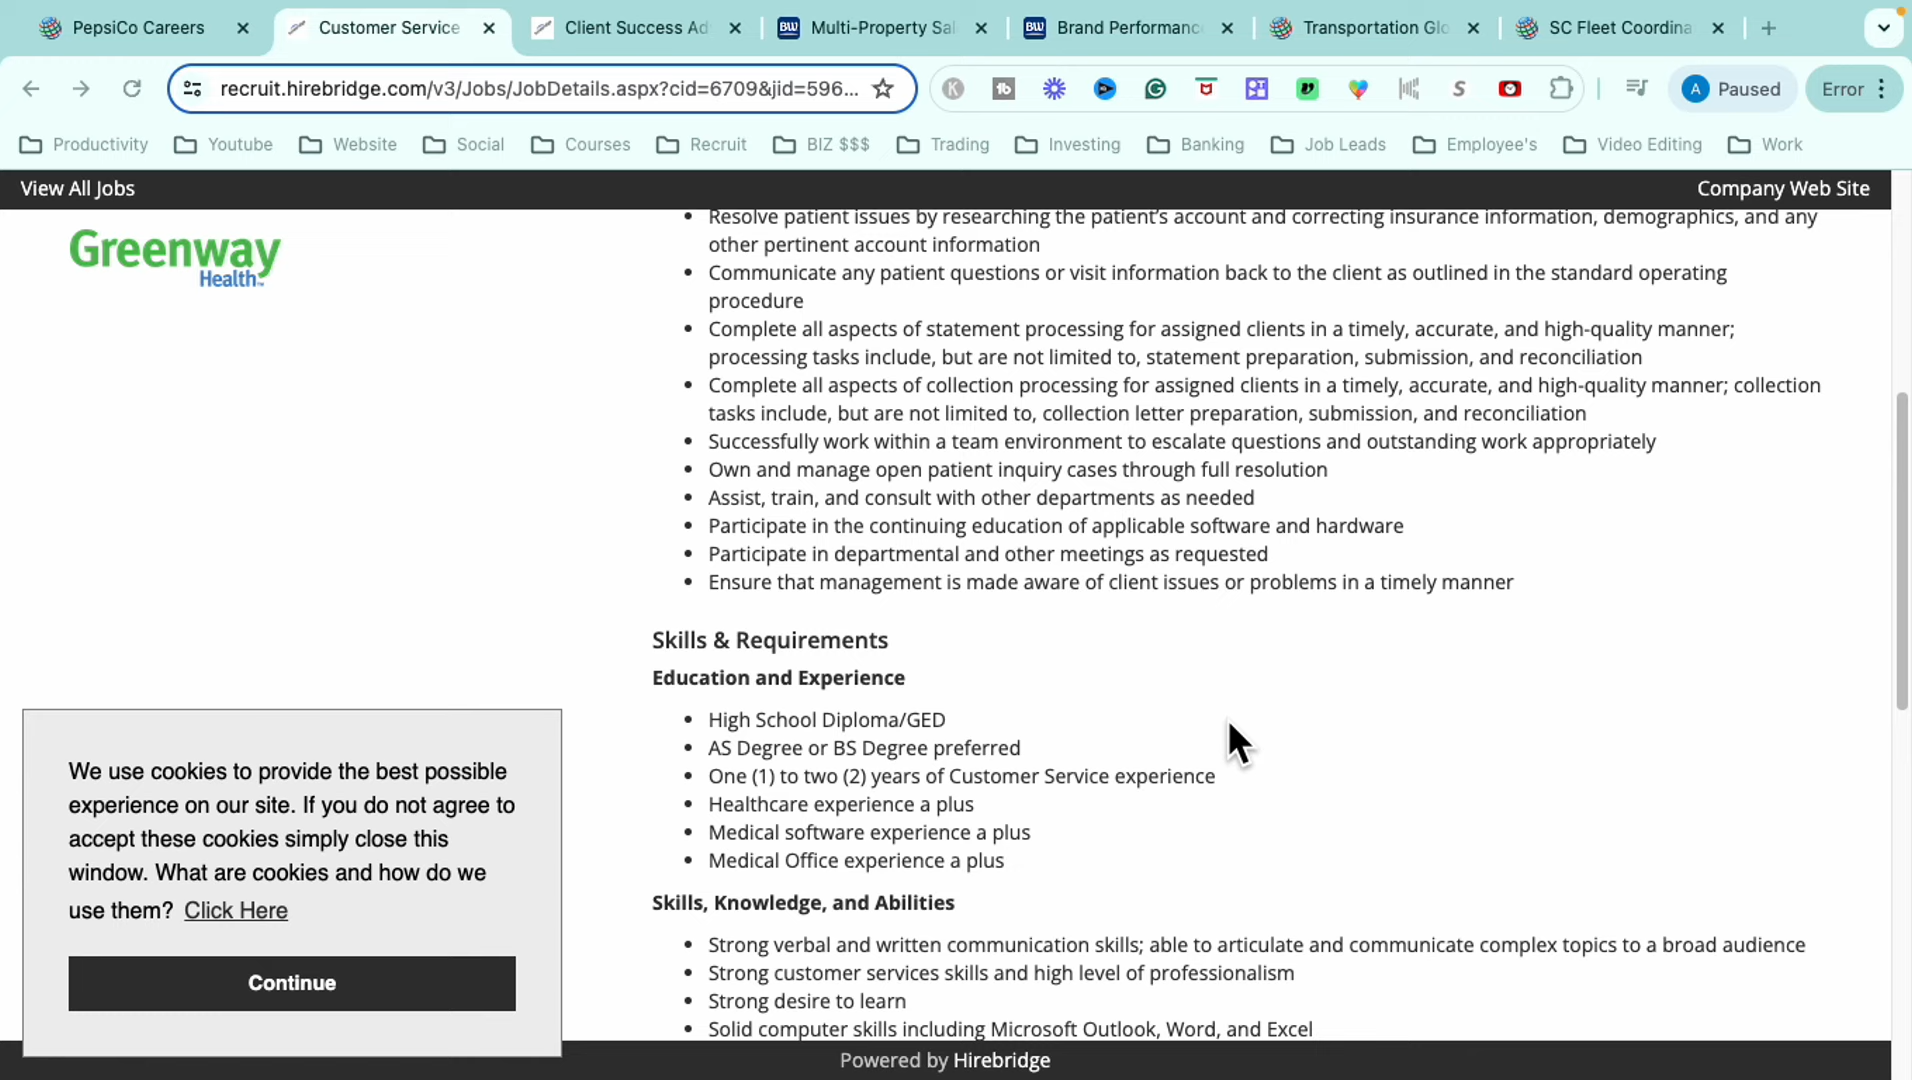 PepsiCo Careers
Customer Service
Client Success Ad
Multi-Property Sal
Brand Performanc
Transportation Glo
SC Fleet Coordina
recruit.hirebridge.com/v3/Jobs/JobDetails.aspx?cid=6709&jid=596...
A Paused
Error
Productivity
Youtube
Website
Social
Courses
Recruit
BIZ $$$
Trading
Investing
Banking
Job Leads
Employee's
Video Editing
Work
View All Jobs
Company Web Site
Greenway
Health™
• Resolve patient issues by researching the patient's account and correcting insurance information, demographics, and any
other pertinent account information
• Communicate any patient questions or visit information back to the client as outlined in the standard operating
procedure
• Complete all aspects of statement processing for assigned clients in a timely, accurate, and high-quality manner;
processing tasks include, but are not limited to, statement preparation, submission, and reconciliation
• Complete all aspects of collection processing for assigned clients in a timely, accurate, and high-quality manner; collection
tasks include, but are not limited to, collection letter preparation, submission, and reconciliation
• Successfully work within a team environment to escalate questions and outstanding work appropriately
• Own and manage open patient inquiry cases through full resolution
• Assist, train, and consult with other departments as needed
• Participate in the continuing education of applicable software and hardware
• Participate in departmental and other meetings as requested
• Ensure that management is made aware of client issues or problems in a timely manner
Skills & Requirements
Education and Experience
• High School Diploma/GED
• AS Degree or BS Degree preferred
• One (1) to two (2) years of Customer Service experience
• Healthcare experience a plus
• Medical software experience a plus
• Medical Office experience a plus
Skills, Knowledge, and Abilities
• Strong verbal and written communication skills; able to articulate and communicate complex topics to a broad audience
• Strong customer services skills and high level of professionalism
• Strong desire to learn
• Solid computer skills including Microsoft Outlook, Word, and Excel
We use cookies to provide the best possible
experience on our site. If you do not agree to
accept these cookies simply close this
window. What are cookies and how do we
use them? Click Here
Continue
Powered by Hirebridge